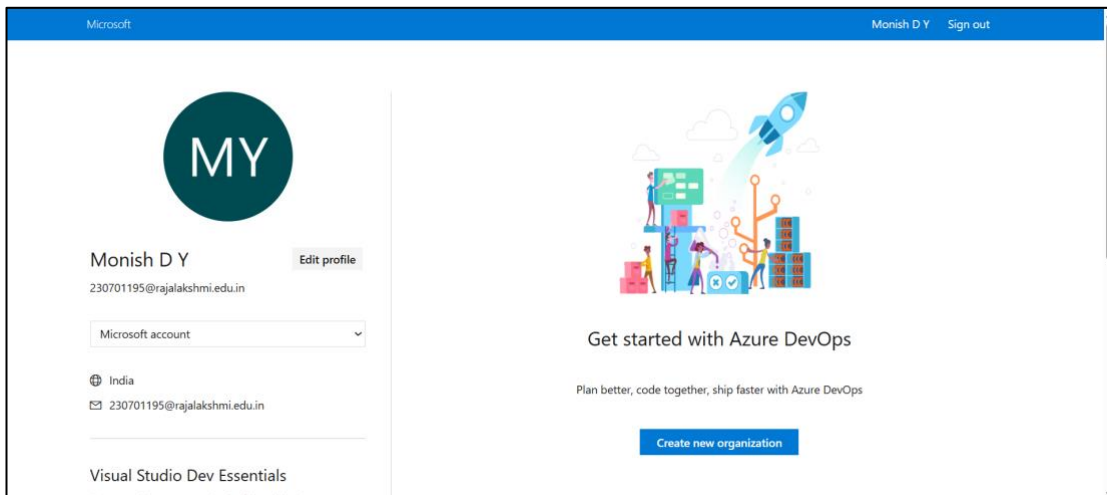 Microsoft
Monish D Y Sign out
MY
Monish D Y
Edit profile
230701195@rajalakshmi.edu.in
Microsoft account
India
230701195@rajalakshmi.edu.in
Visual Studio Dev Essentials
Get started with Azure DevOps
Plan better, code together, ship faster with Azure DevOps
Create new organization